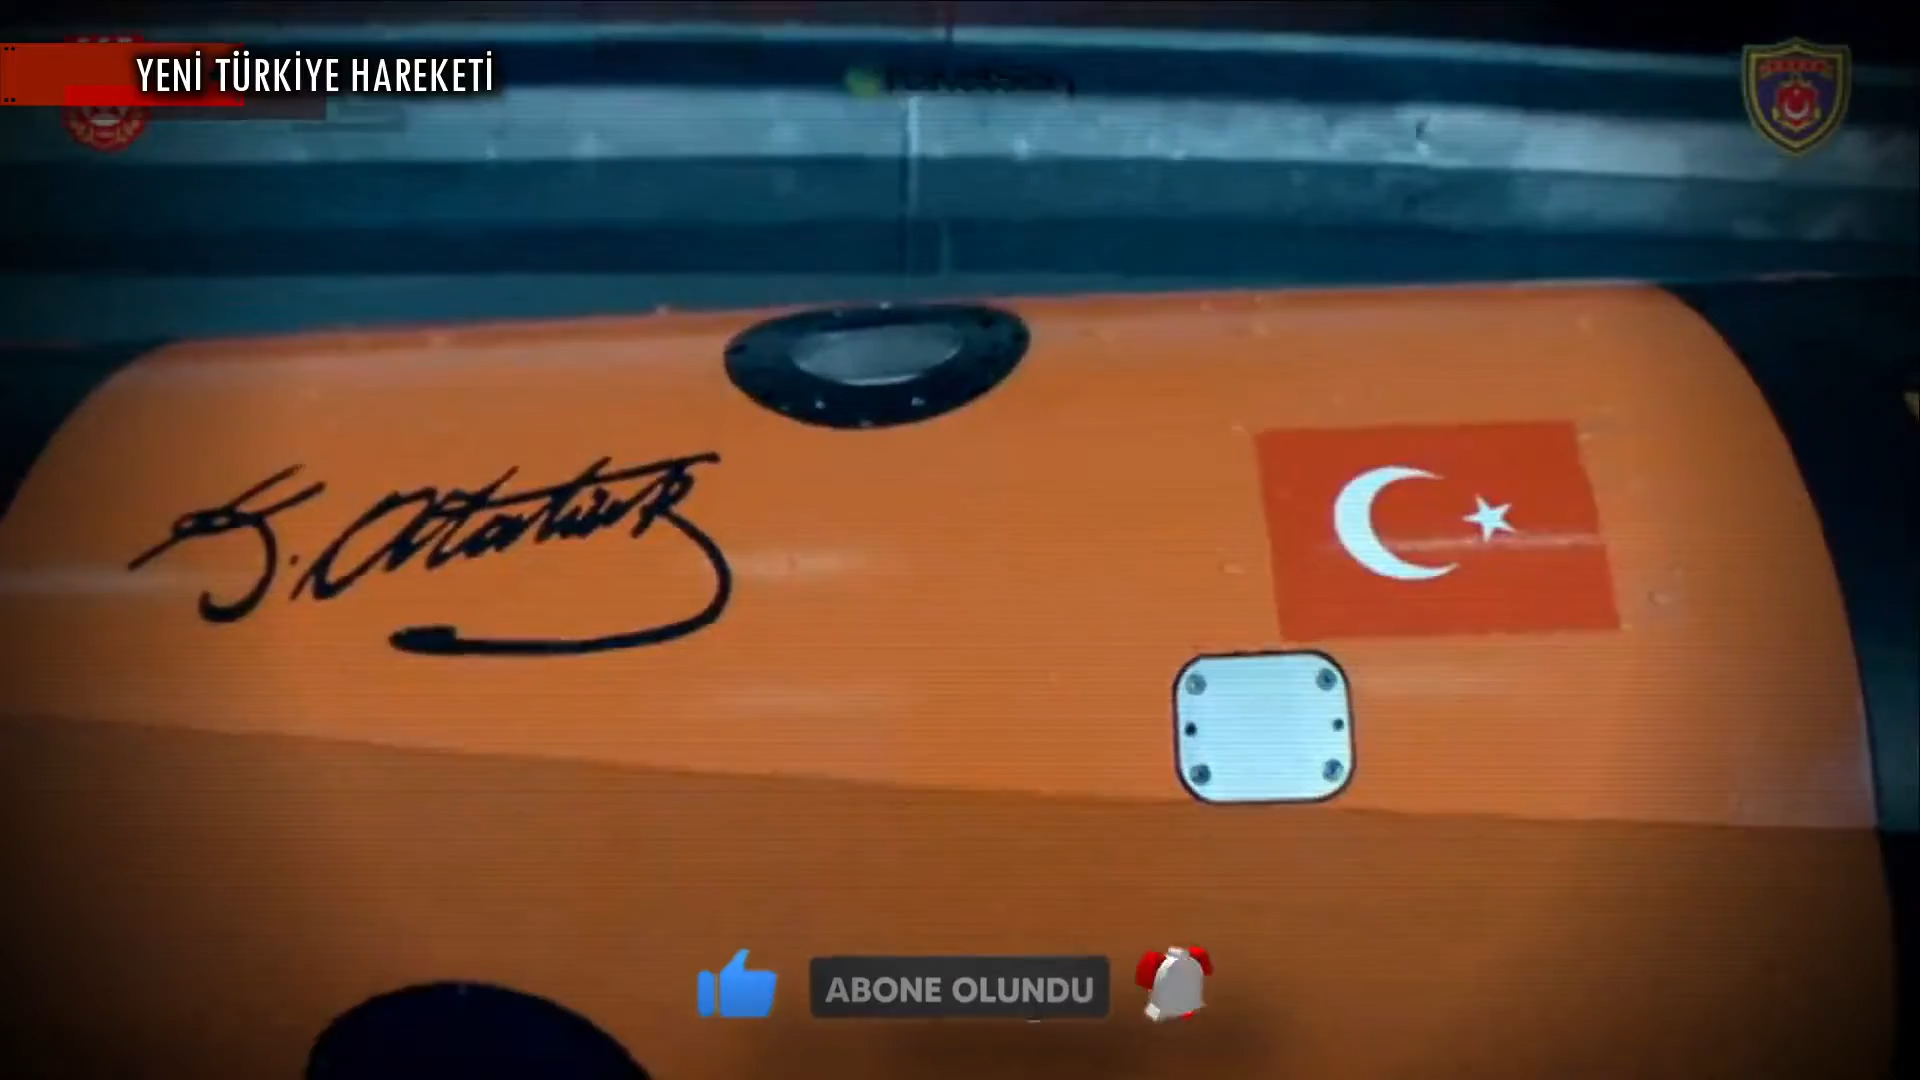 YENİ TÜRKİYE HAREKETİ
K. Atatürk
ABONE OLUNDU